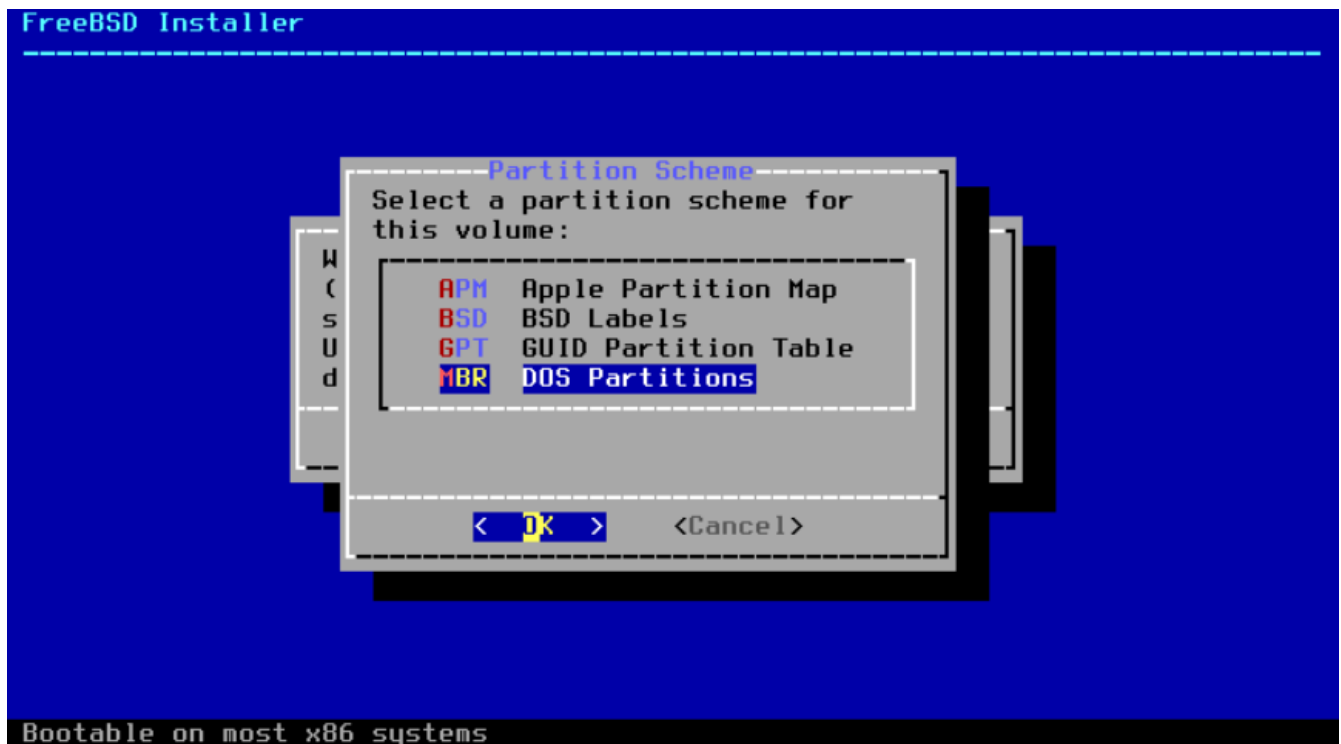 FreeBSD Installer
Partition Scheme
Select a partition scheme for
this volume:
W
(
s
U
d
APM Apple Partition Map
BSD BSD Labels
GPT GUID Partition Table
MBR DOS Partitions
< OK > <Cancel>
Bootable on most x86 systems